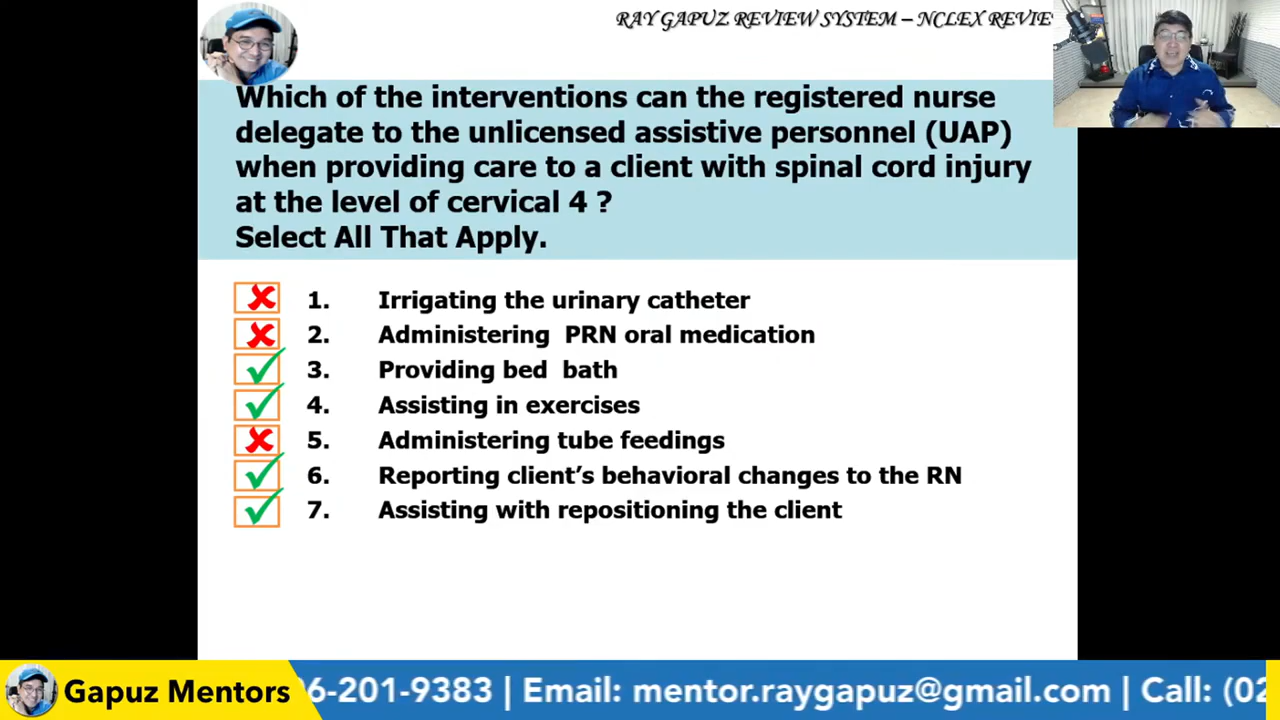 RAY GAPUZ REVIEW SYSTEM – NCLEX REVIE
Which of the interventions can the registered nurse
delegate to the unlicensed assistive personnel (UAP)
when providing care to a client with spinal cord injury
at the level of cervical 4 ?
Select All That Apply.
1. Irrigating the urinary catheter
2. Administering PRN oral medication
3. Providing bed bath
4. Assisting in exercises
5. Administering tube feedings
6. Reporting client’s behavioral changes to the RN
7. Assisting with repositioning the client
Gapuz Mentors 6-201-9383 | Email: mentor.raygapuz@gmail.com | Call: (02